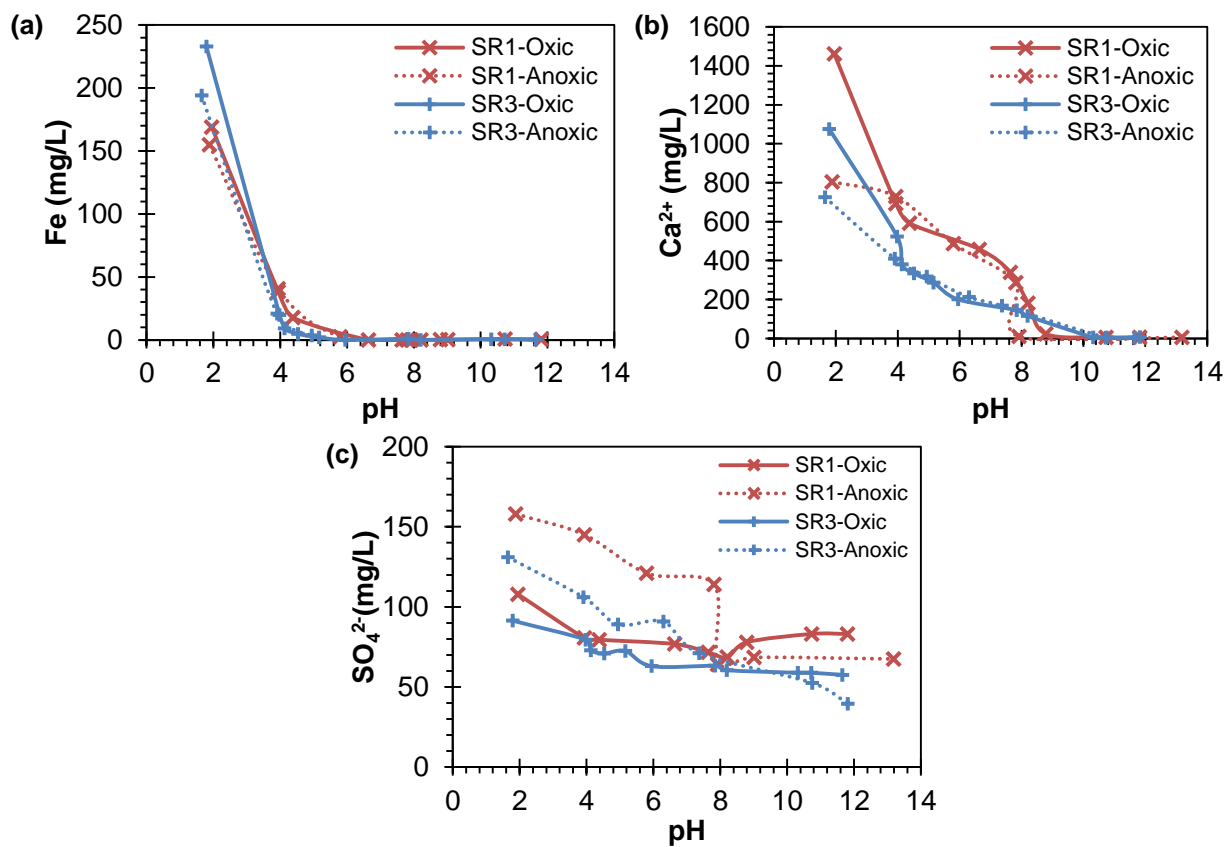 (a)
250
200
150
100
50
0
Fe (mg/L)
0 2 4 6 8 10 12 14
pH
SR1-Oxic
SR1-Anoxic
SR3-Oxic
SR3-Anoxic
(b)
1600
1400
1200
1000
800
600
400
200
0
Ca²⁺ (mg/L)
0 2 4 6 8 10 12 14
pH
SR1-Oxic
SR1-Anoxic
SR3-Oxic
SR3-Anoxic
(c)
200
150
100
50
0
SO₄²⁻(mg/L)
0 2 4 6 8 10 12 14
pH
SR1-Oxic
SR1-Anoxic
SR3-Oxic
SR3-Anoxic